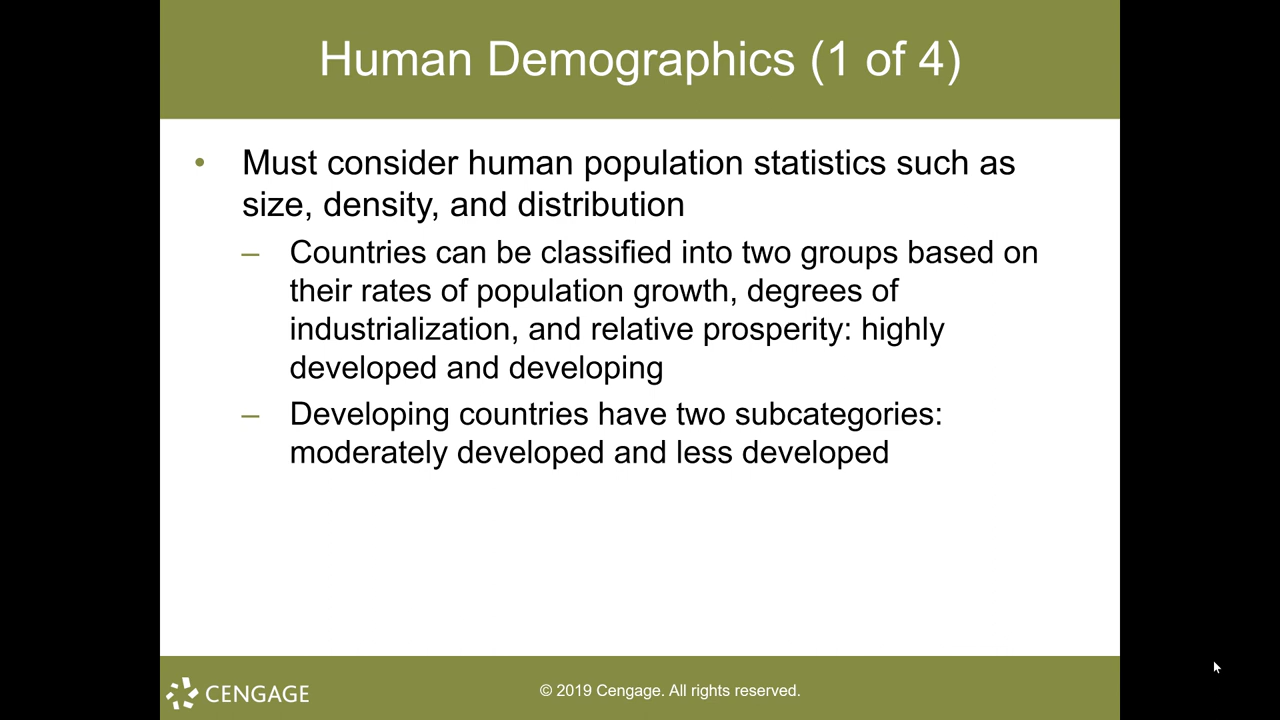 Human Demographics (1 of 4)
• Must consider human population statistics such as
size, density, and distribution
– Countries can be classified into two groups based on
their rates of population growth, degrees of
industrialization, and relative prosperity: highly
developed and developing
– Developing countries have two subcategories:
moderately developed and less developed
CENGAGE
© 2019 Cengage. All rights reserved.